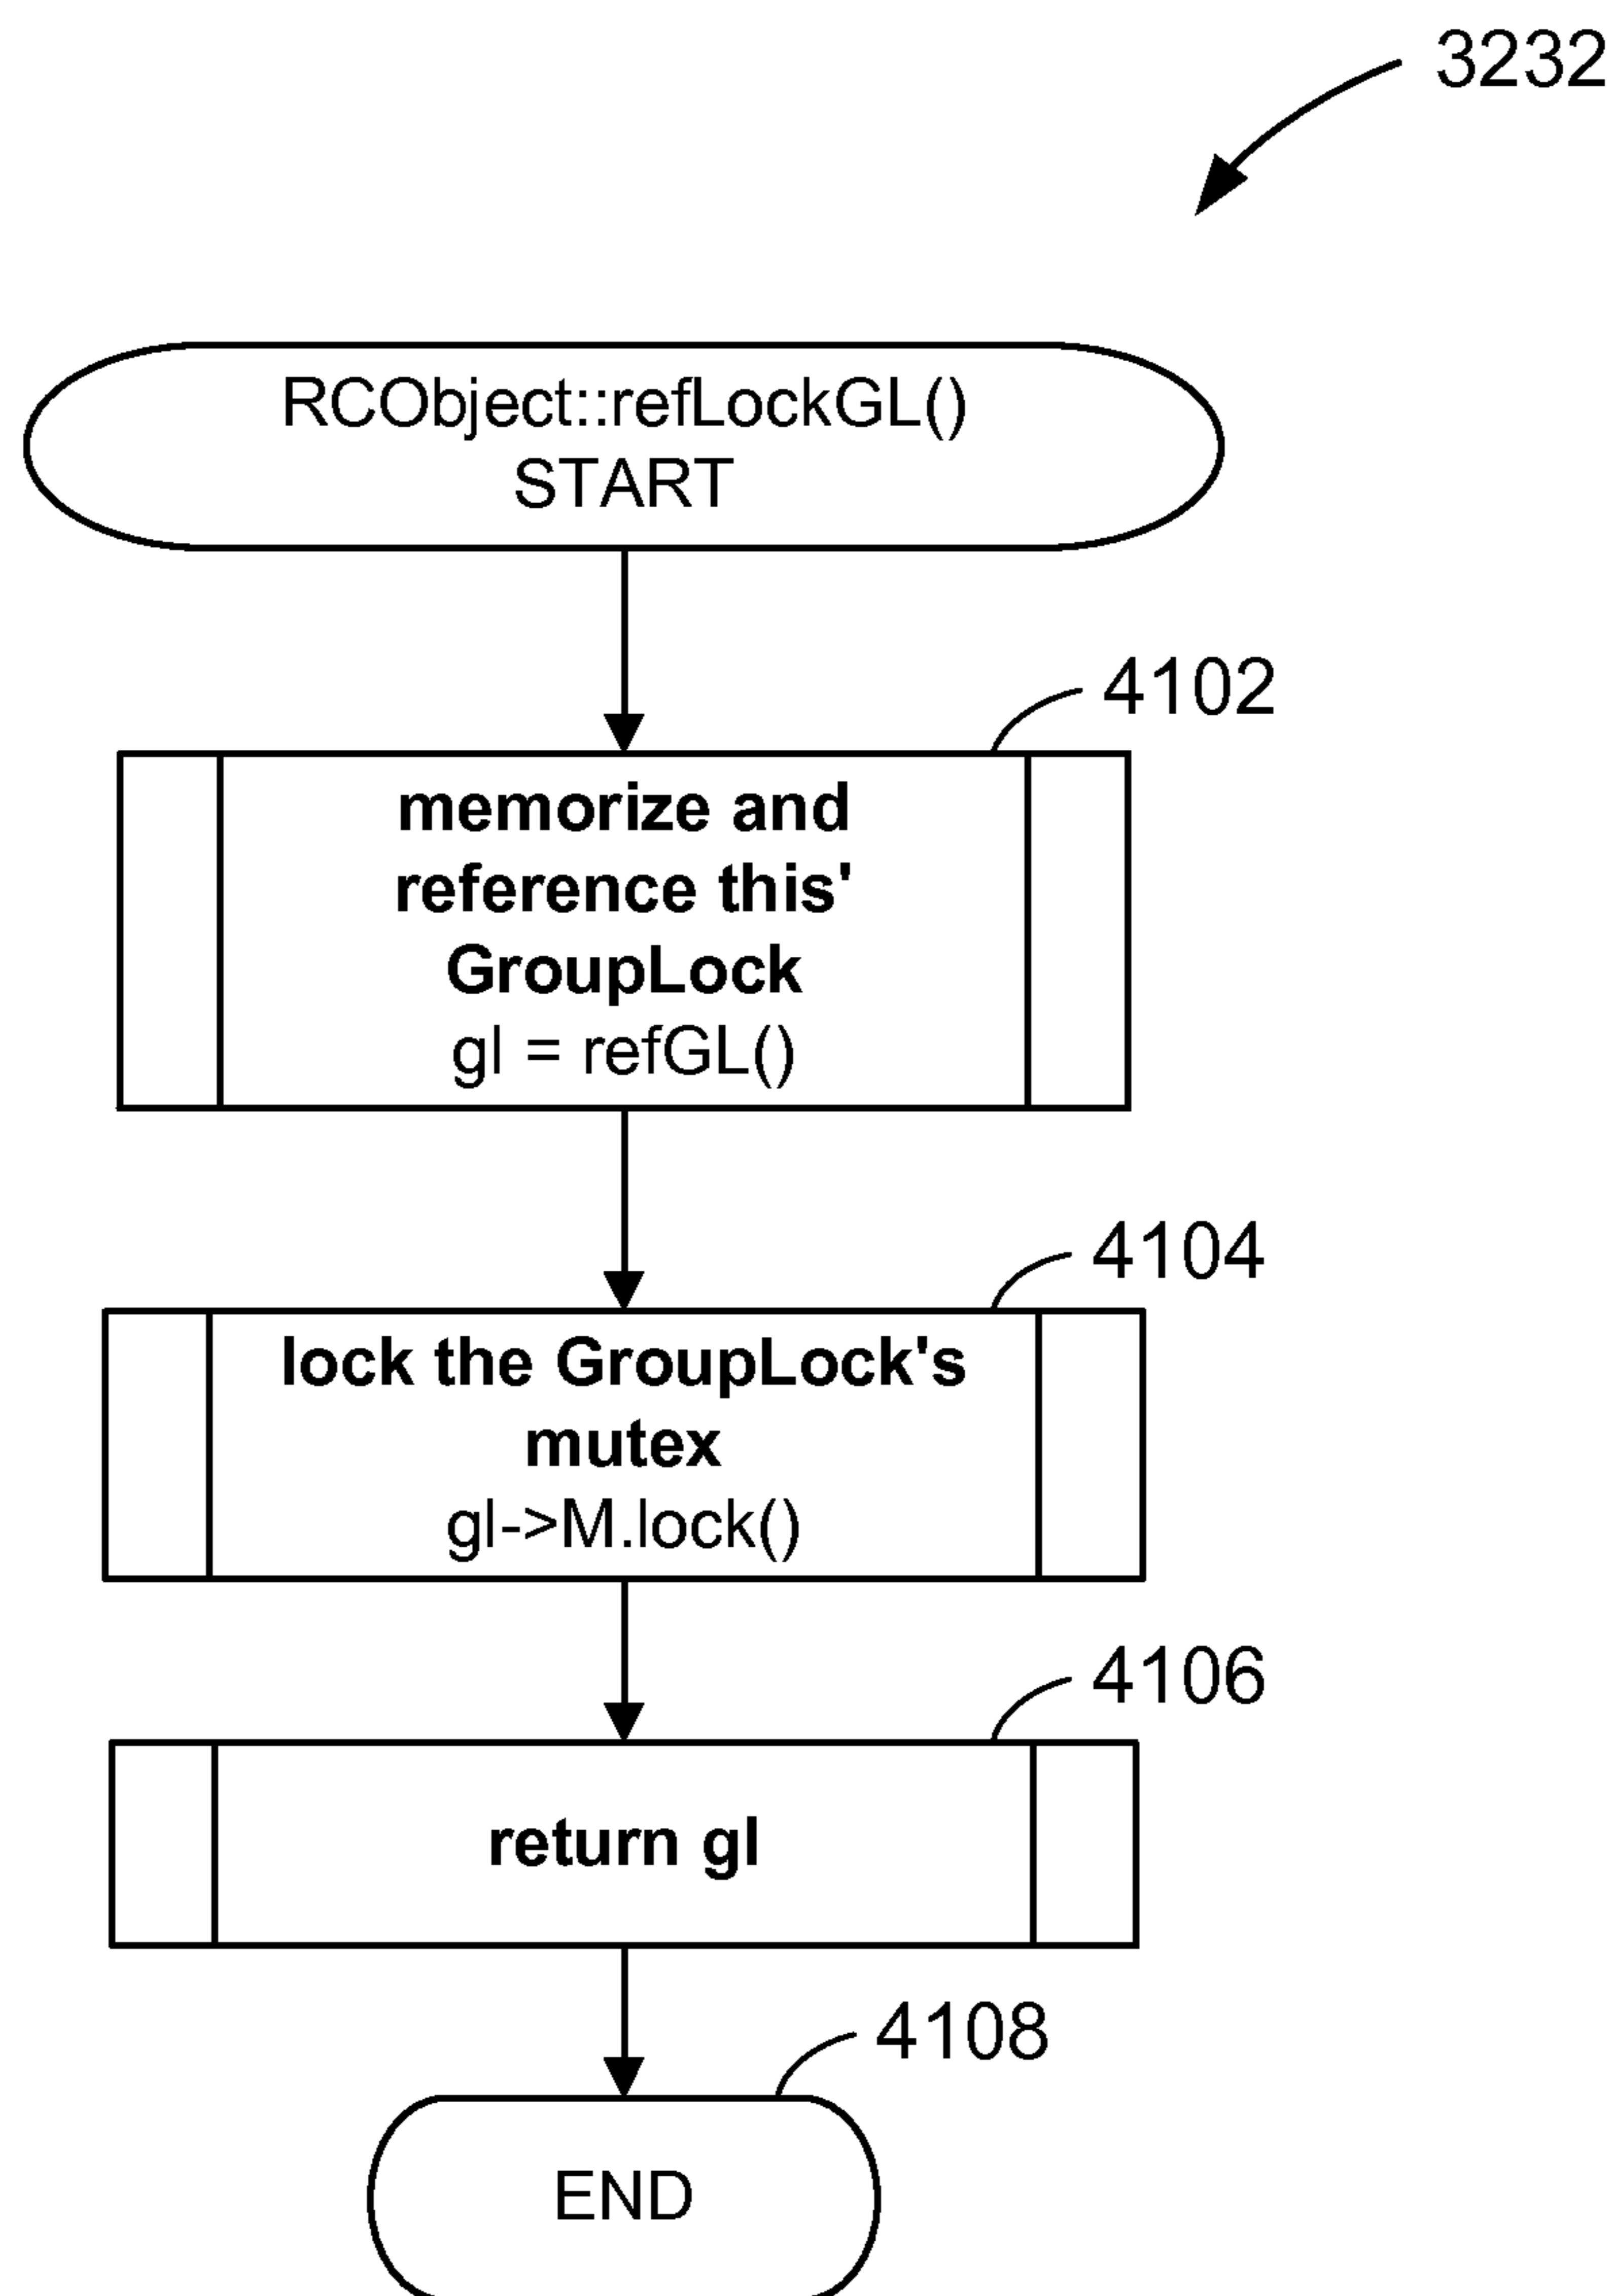 3232
RCObject::refLockGL()
START
4102
memorize and
reference this'
GroupLock
gl = refGL()
4104
lock the GroupLock's
mutex
gl->M.lock()
4106
return gl
4108
END